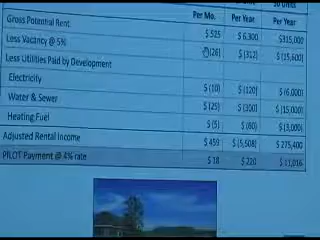 Per Mo. Per Year Per Year
Gross Potential Rent $ 525 $ 6,300 $315,000
Less Vacancy @ 5% $ (26) $ (312) $ (15,600)
Less Utilities Paid by Development
Electricity $ (10) $ (120) $ (6,000)
Water & Sewer $ (25) $ (300) $ (15,000)
Heating Fuel $ (5) $ (60) $ (3,000)
Adjusted Rental Income $ 459 $ (5,508) $ 275,400
PILOT Payment @ 4% rate $ 18 $ 220 $ 11,016